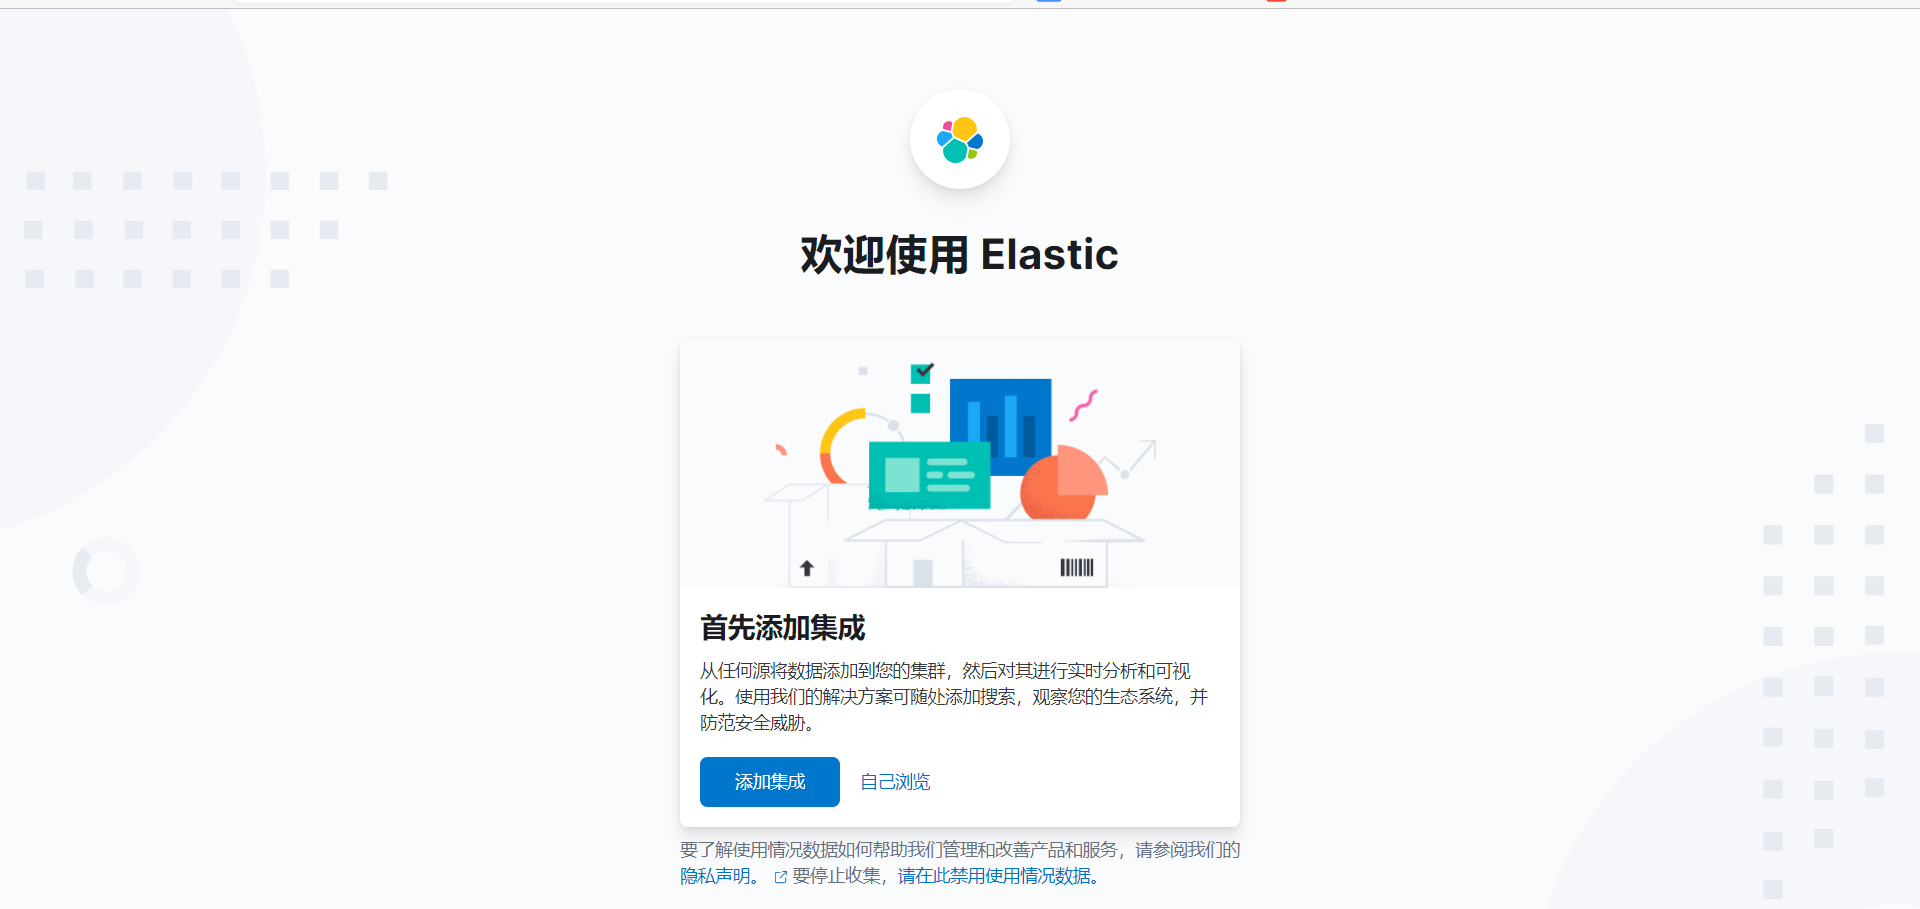 欢迎使用 Elastic
首先添加集成
从任何源将数据添加到您的集群，然后对其进行实时分析和可视
化。使用我们的解决方案可随处添加搜索，观察您的生态系统，并
防范安全威胁。
添加集成 自己浏览
要了解使用情况数据如何帮助我们管理和改善产品和服务，请参阅我们的
隐私声明。 要停止收集，请在此禁用使用情况数据。